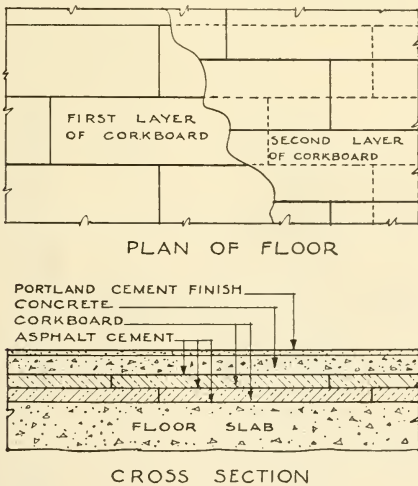 FIRST LAYER
OF CORKBOARD
SECOND LAYER
OF CORKBOARD
PLAN OF FLOOR
PORTLAND CEMENT FINISH
CONCRETE
CORKBOARD
ASPHALT CEMENT
FLOOR SLAB
CROSS SECTION